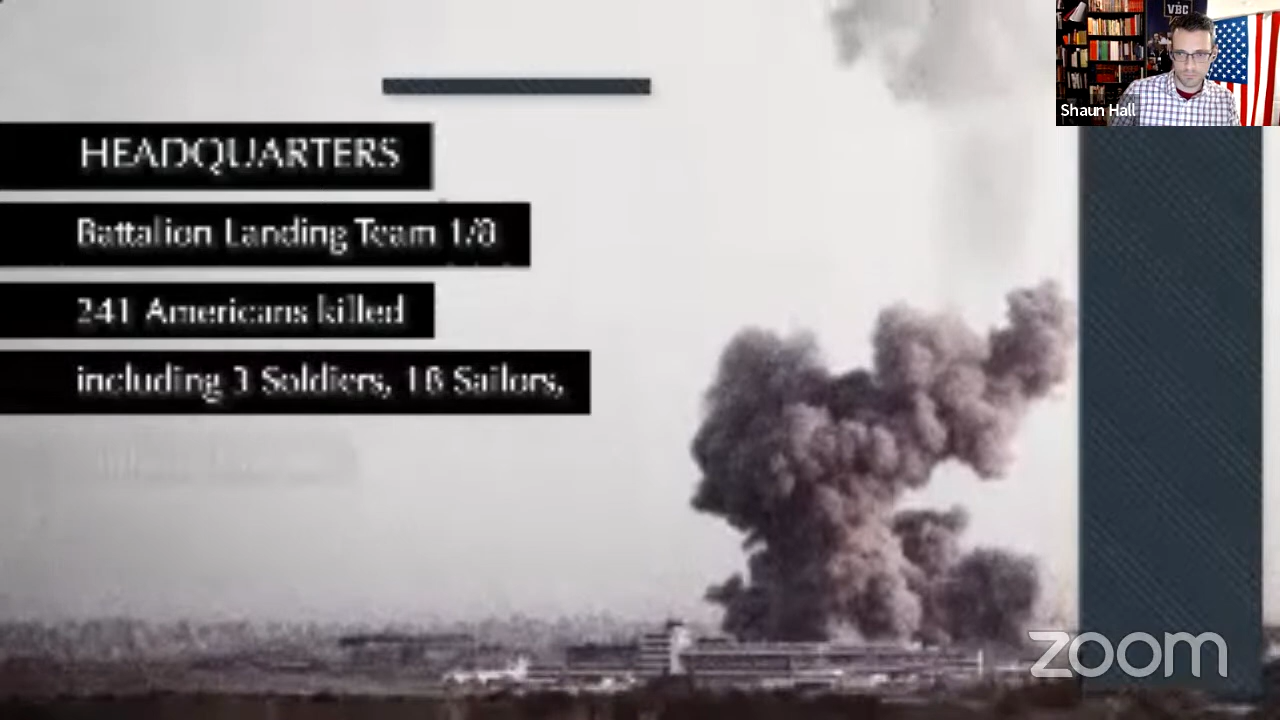 HEADQUARTERS
Battalion Landing Team 1/8
241 Americans killed
including 3 Soldiers, 18 Sailors,
VBC
Shaun Hall
zoom